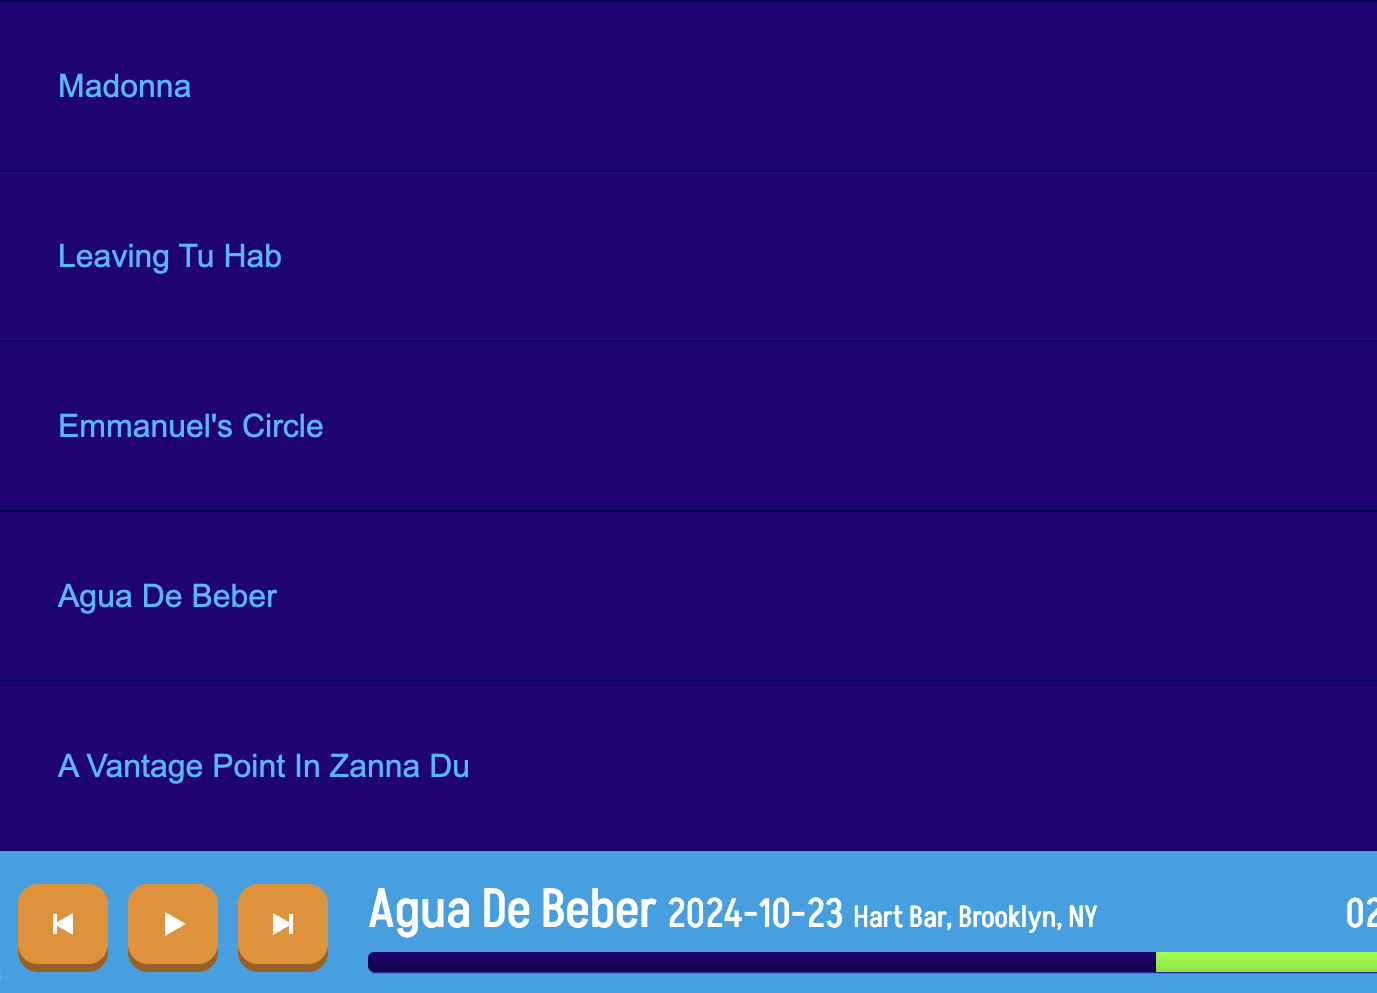 Madonna
Leaving Tu Hab
Emmanuel's Circle
Agua De Beber
A Vantage Point In Zanna Du
Agua De Beber 2024-10-23 Hart Bar, Brooklyn, NY 02